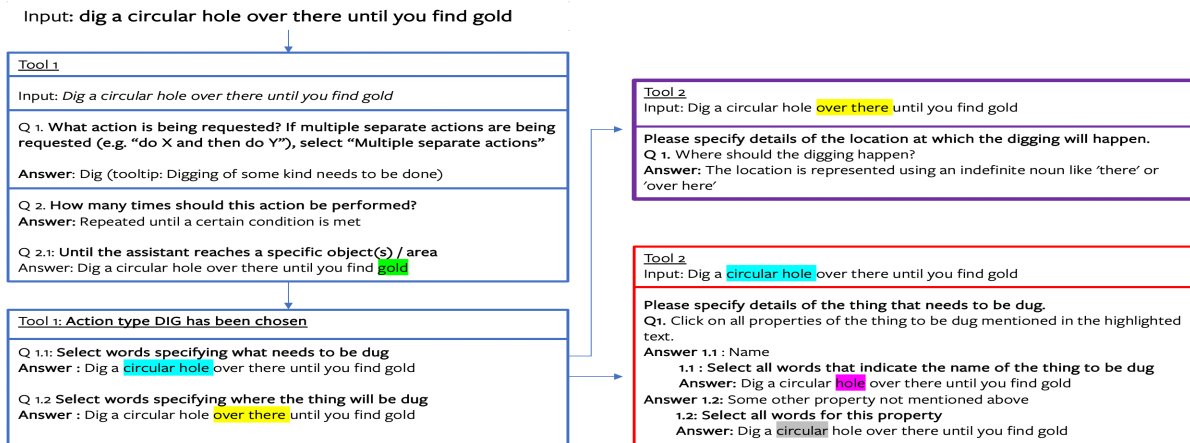 Input: dig a circular hole over there until you find gold
Tool 1
Input: Dig a circular hole over there until you find gold
Q 1. What action is being requested? If multiple separate actions are being
requested (e.g. “do X and then do Y”), select “Multiple separate actions”
Answer: Dig (tooltip: Digging of some kind needs to be done)
Q 2. How many times should this action be performed?
Answer: Repeated until a certain condition is met
Q 2.1: Until the assistant reaches a specific object(s) / area
Answer: Dig a circular hole over there until you find gold
Tool 1: Action type DIG has been chosen
Q 1.1: Select words specifying what needs to be dug
Answer : Dig a circular hole over there until you find gold
Q 1.2 Select words specifying where the thing will be dug
Answer : Dig a circular hole over there until you find gold
Tool 2
Input: Dig a circular hole over there until you find gold
Please specify details of the location at which the digging will happen.
Q 1. Where should the digging happen?
Answer: The location is represented using an indefinite noun like ‘there’ or
‘over here’
Tool 2
Input: Dig a circular hole over there until you find gold
Please specify details of the thing that needs to be dug.
Q1. Click on all properties of the thing to be dug mentioned in the highlighted
text.
Answer 1.1 : Name
1.1 : Select all words that indicate the name of the thing to be dug
Answer: Dig a circular hole over there until you find gold
Answer 1.2: Some other property not mentioned above
1.2: Select all words for this property
Answer: Dig a circular hole over there until you find gold